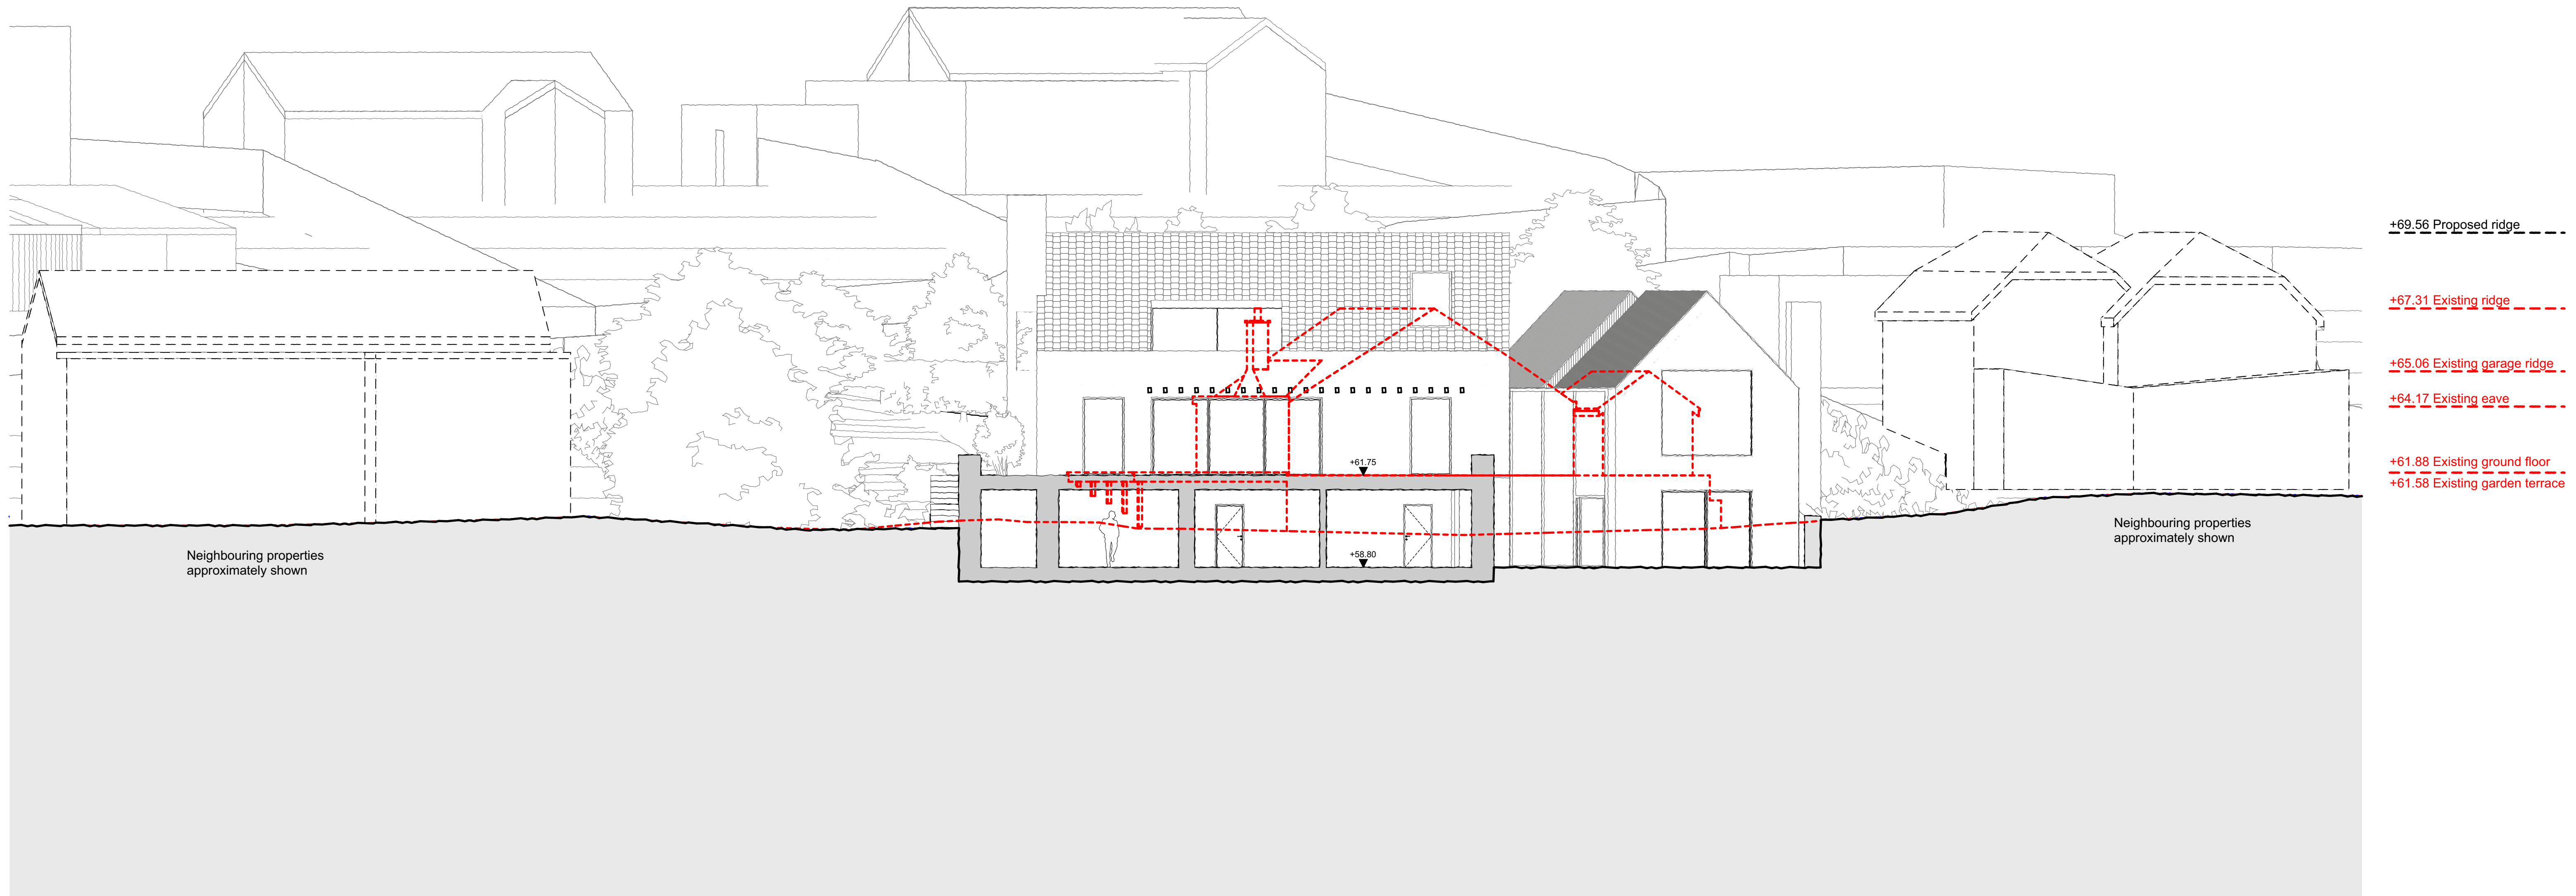 +69.56 Proposed ridge
+67.31 Existing ridge
+65.06 Existing garage ridge
+64.17 Existing eave
+61.75
+61.88 Existing ground floor
+61.58 Existing garden terrace
Neighbouring properties
approximately shown
+58.80
Neighbouring properties
approximately shown